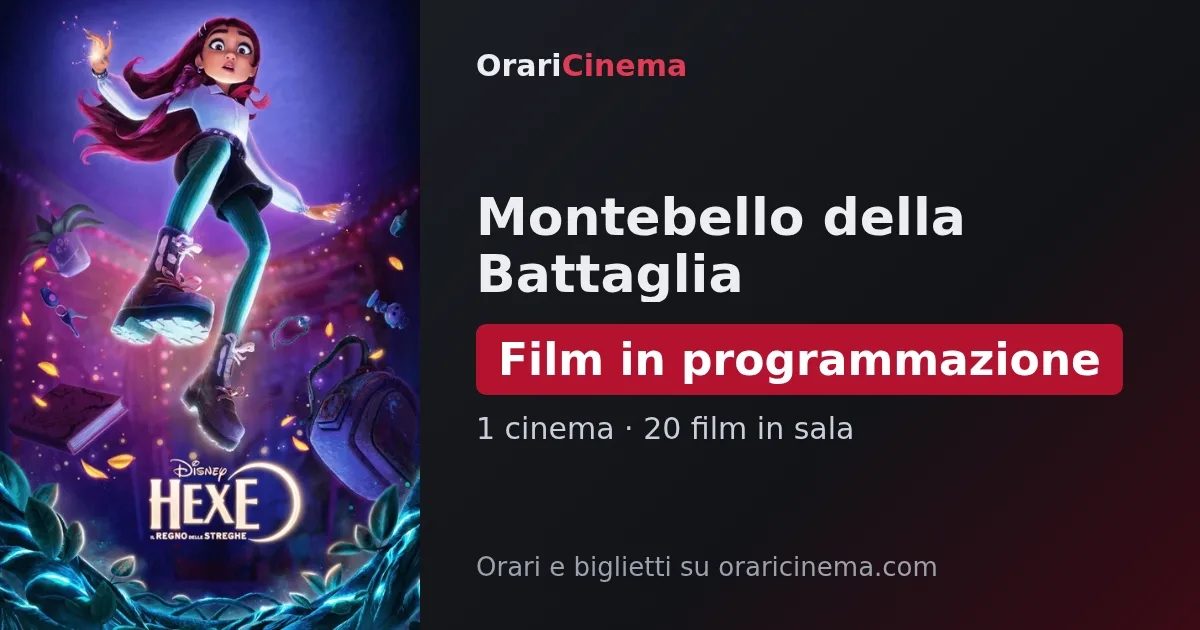 OrariCinema
Montebello della
Battaglia
Film in programmazione
1 cinema · 20 film in sala
Orari e biglietti su oraricinema.com
Disney
HEXE
IL REGNO DELLE STREGHE